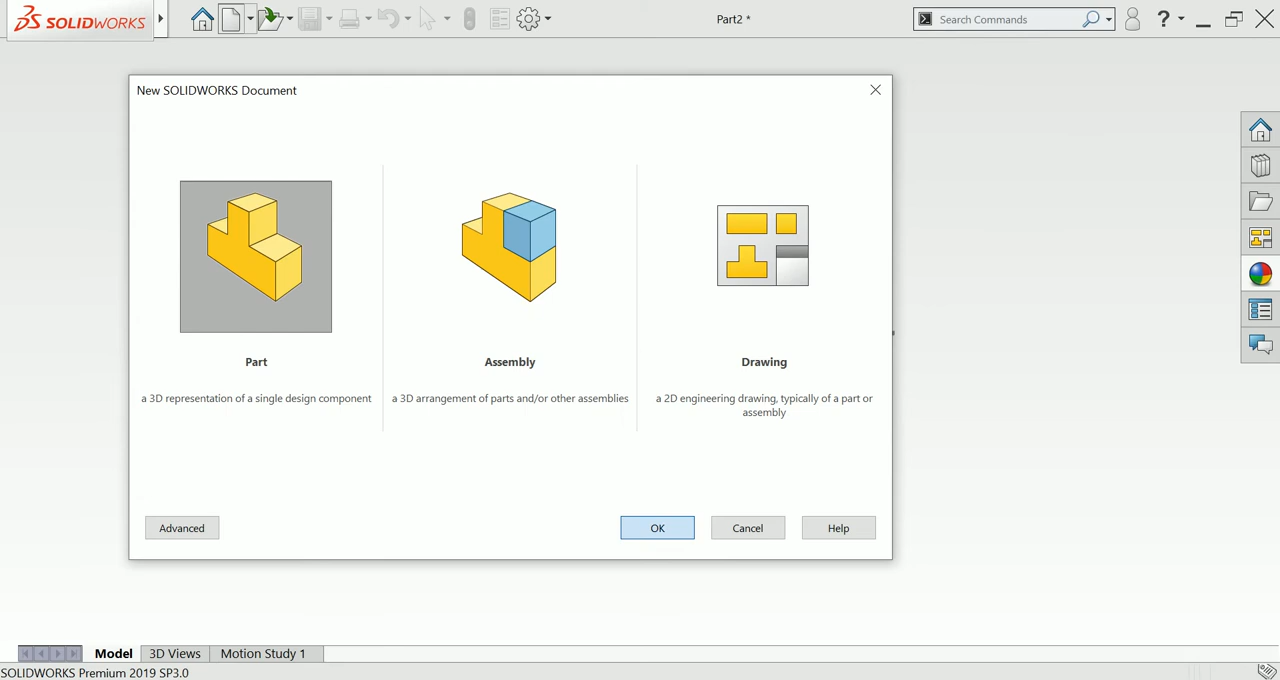 SOLIDWORKS
Part2 *
Search Commands
?
New SOLIDWORKS Document
Part
Assembly
Drawing
a 3D representation of a single design component
a 3D arrangement of parts and/or other assemblies
a 2D engineering drawing, typically of a part or
assembly
Advanced
OK
Cancel
Help
Model
3D Views
Motion Study 1
SOLIDWORKS Premium 2019 SP3.0